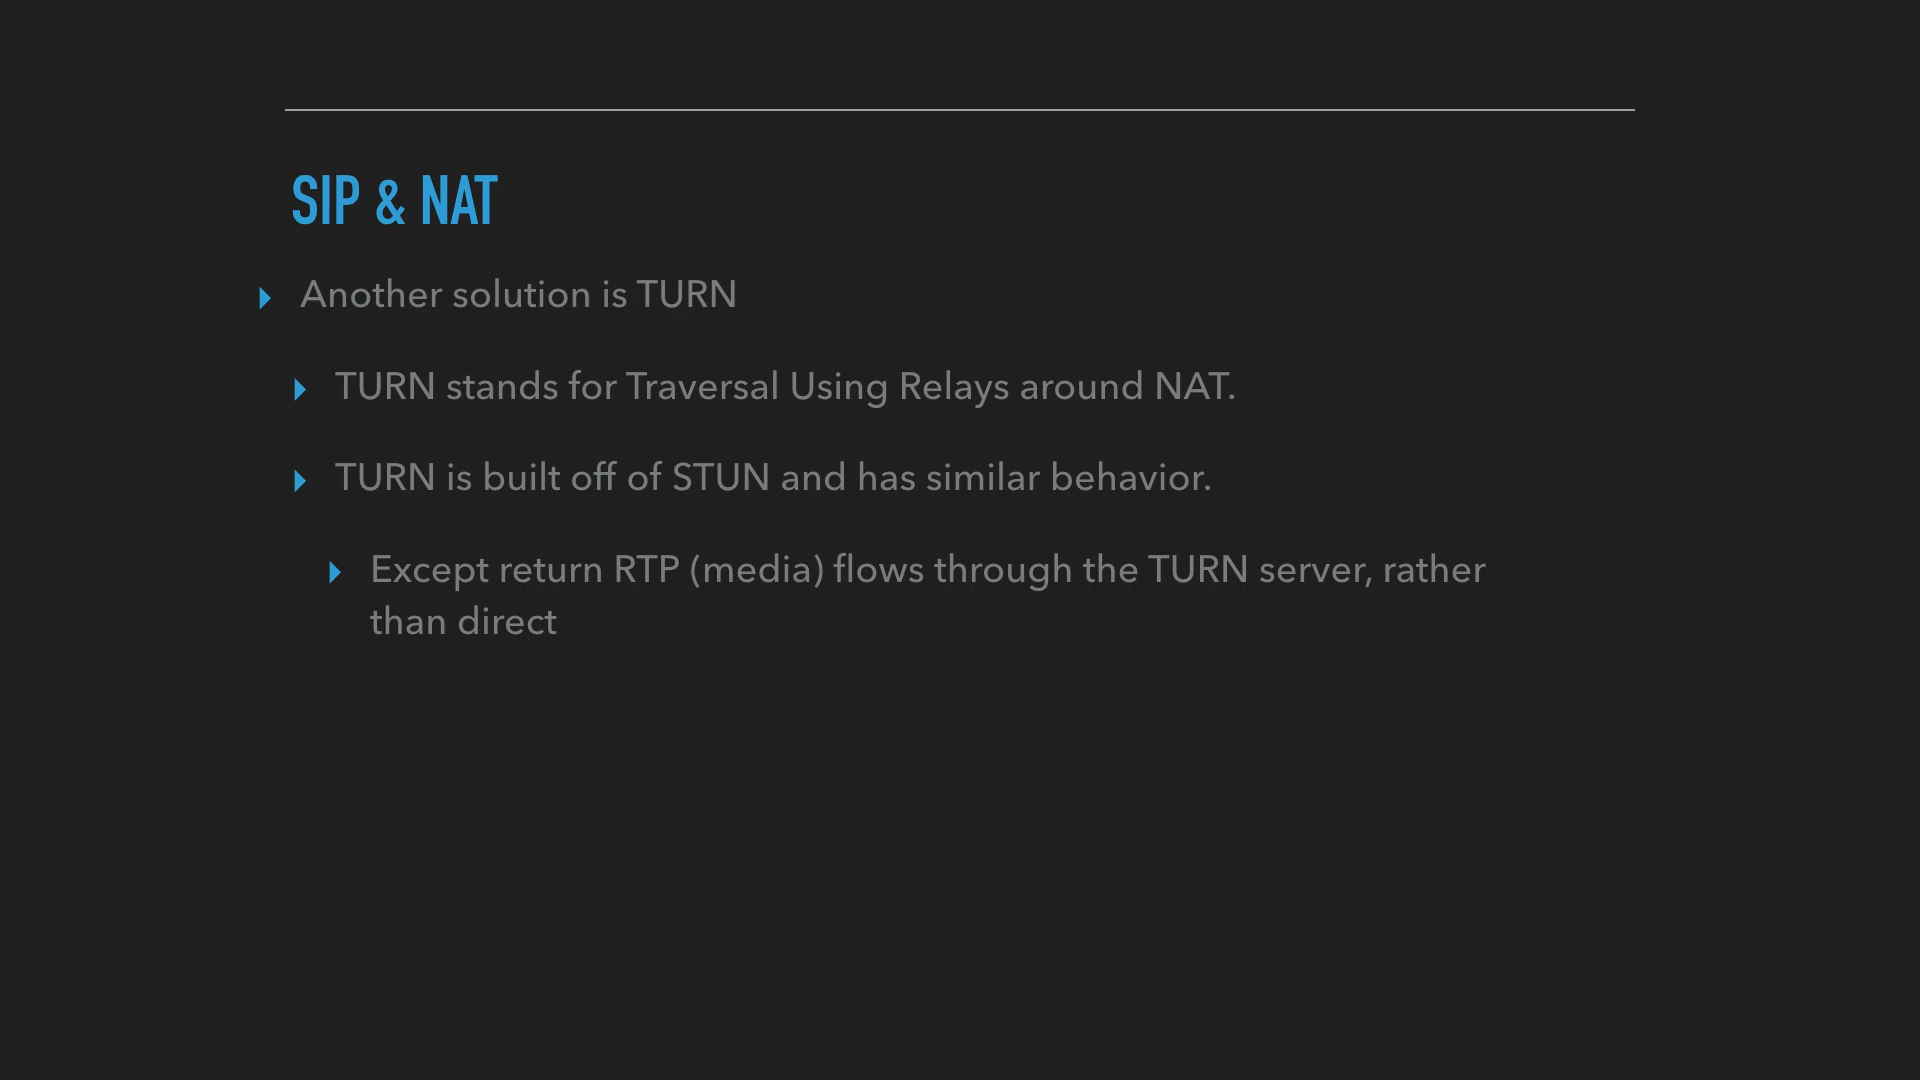 SIP & NAT
Another solution is TURN
TURN stands for Traversal Using Relays around NAT.
TURN is built off of STUN and has similar behavior.
Except return RTP (media) flows through the TURN server, rather
than direct